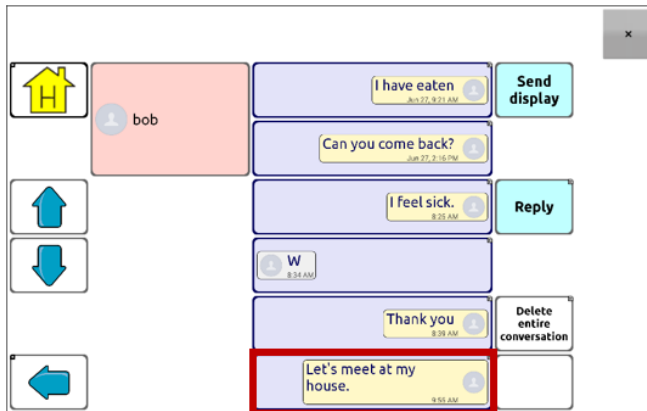 ×
H
bob
I have eaten
Jun 27, 9:21 AM
Send
display
Can you come back?
Jun 27, 2:16 PM
I feel sick.
8:25 AM
Reply
W
8:34 AM
Thank you
8:39 AM
Delete
entire
conversation
Let's meet at my
house.
9:55 AM